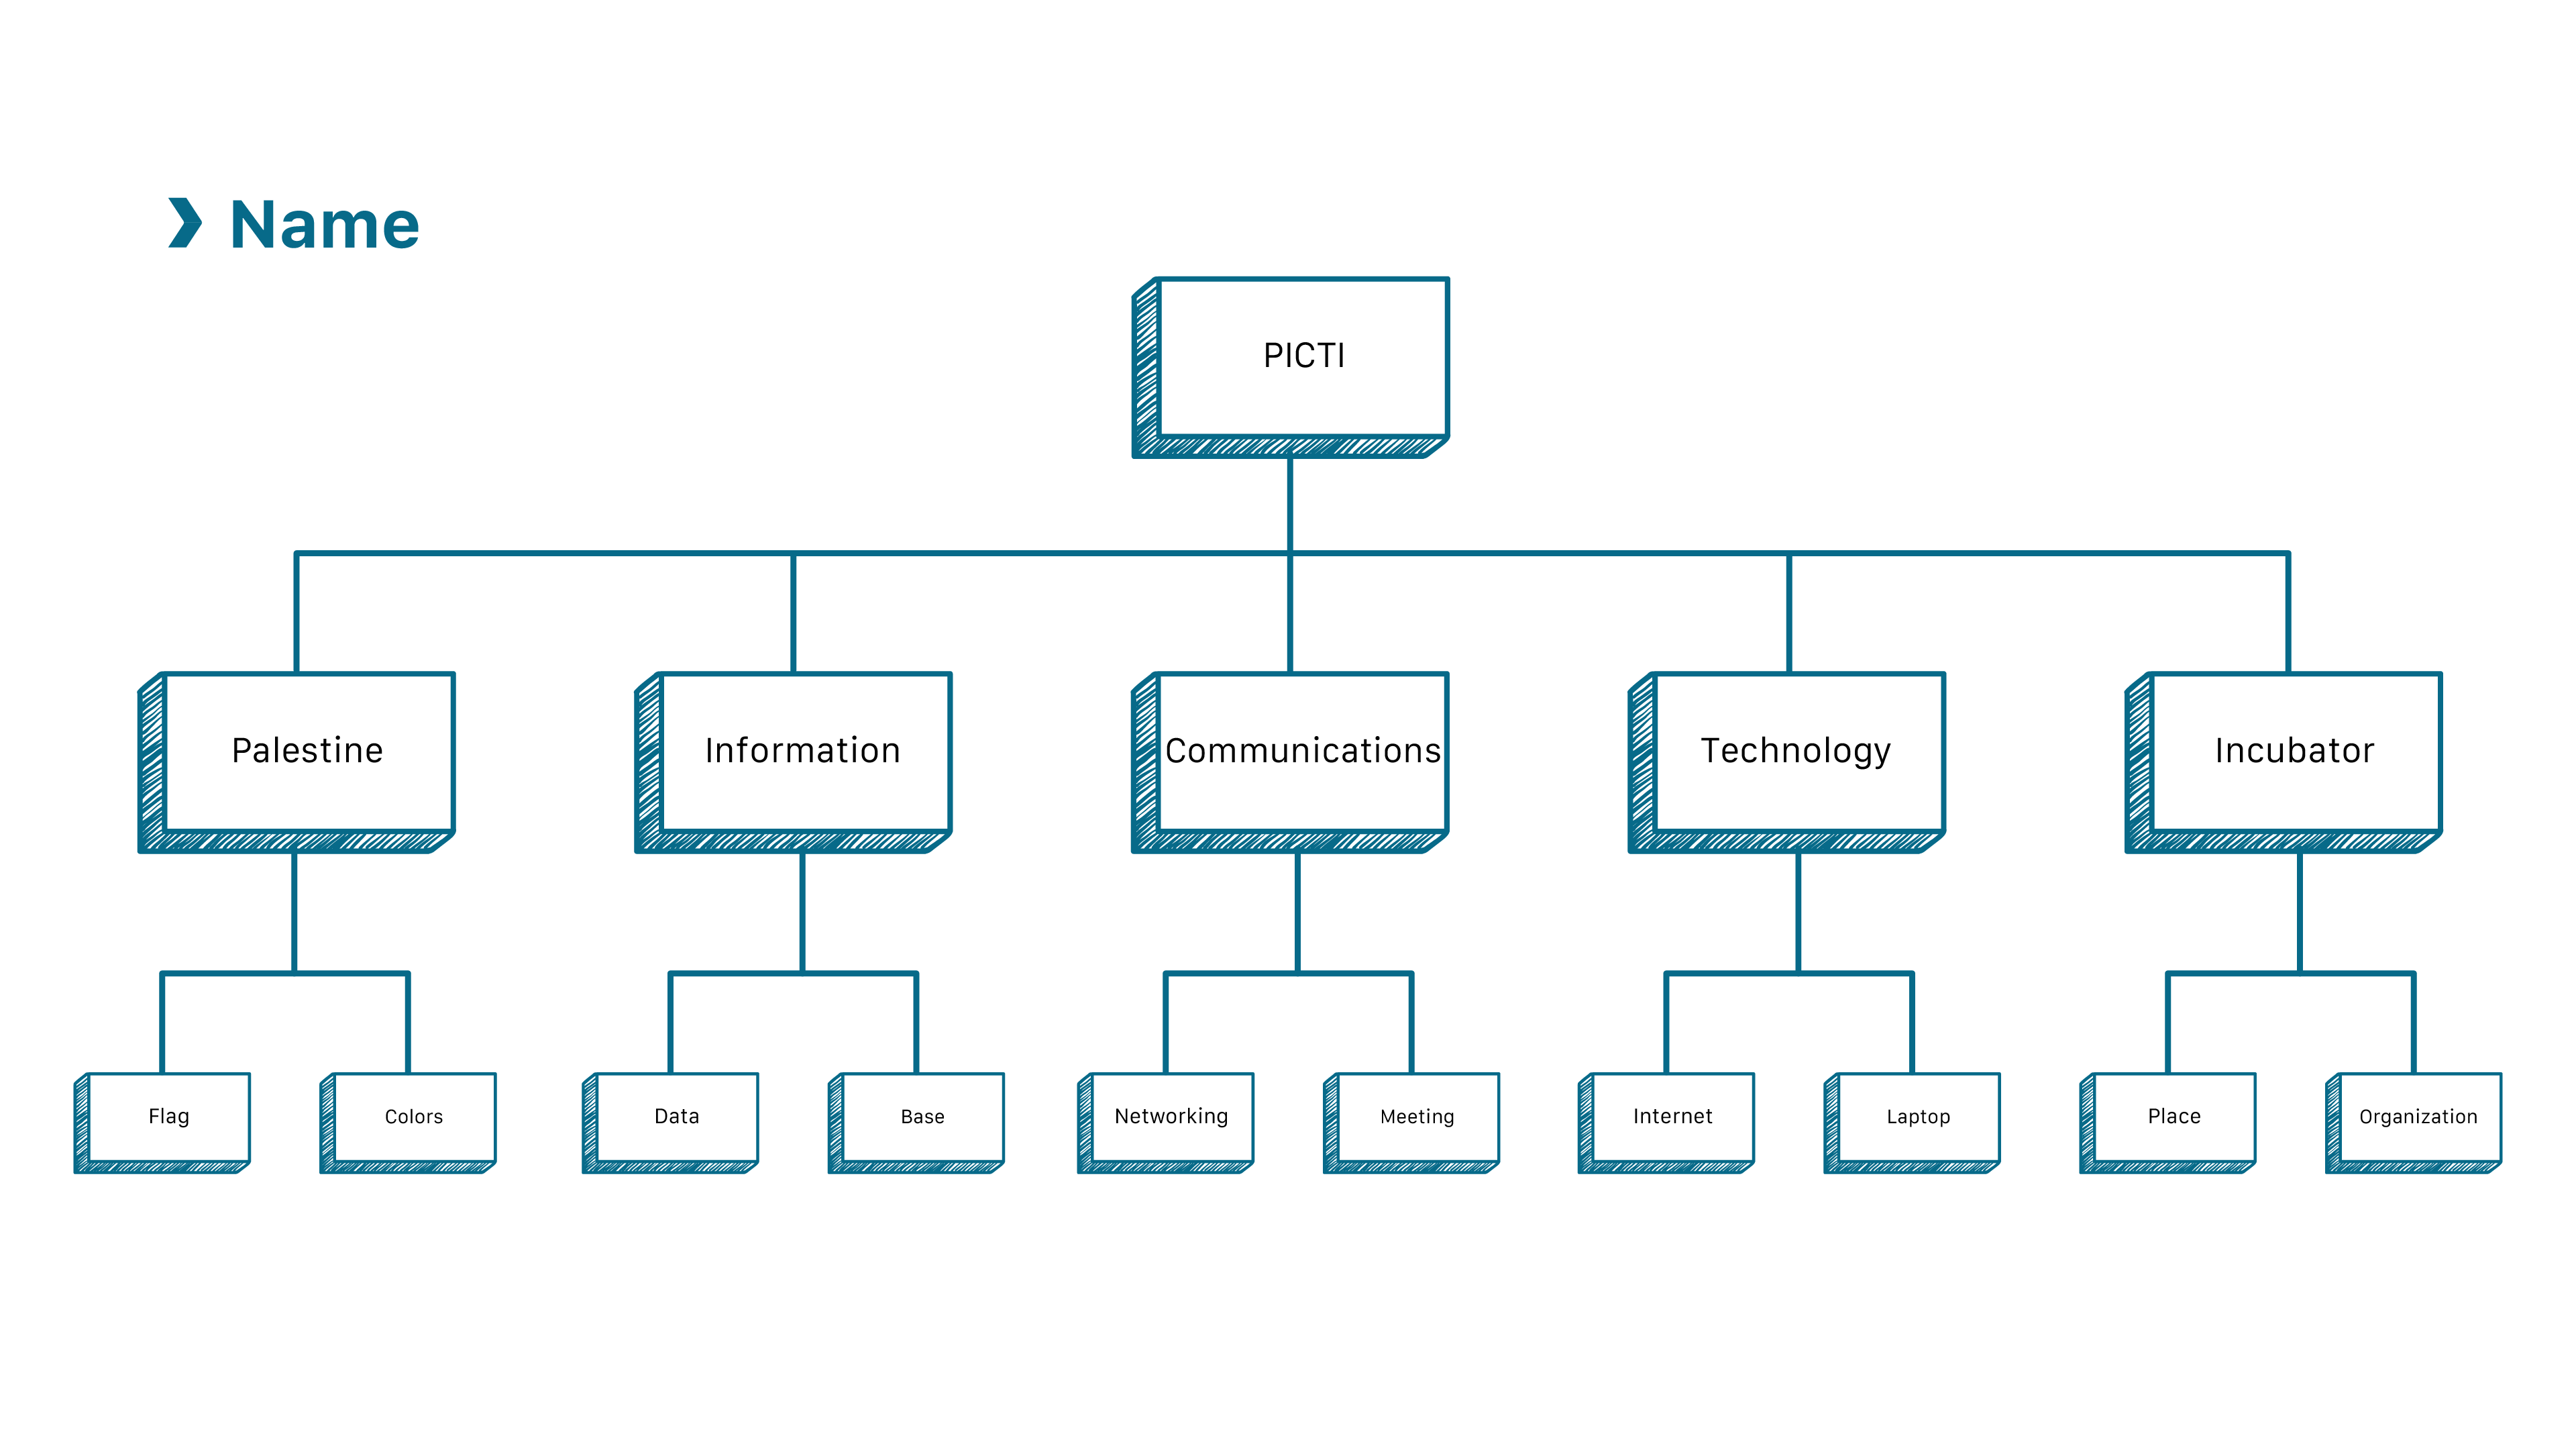 Name
PICTI
Palestine
Information
Communications
Technology
Incubator
Flag
Colors
Data
Base
Networking
Meeting
Internet
Laptop
Place
Organization